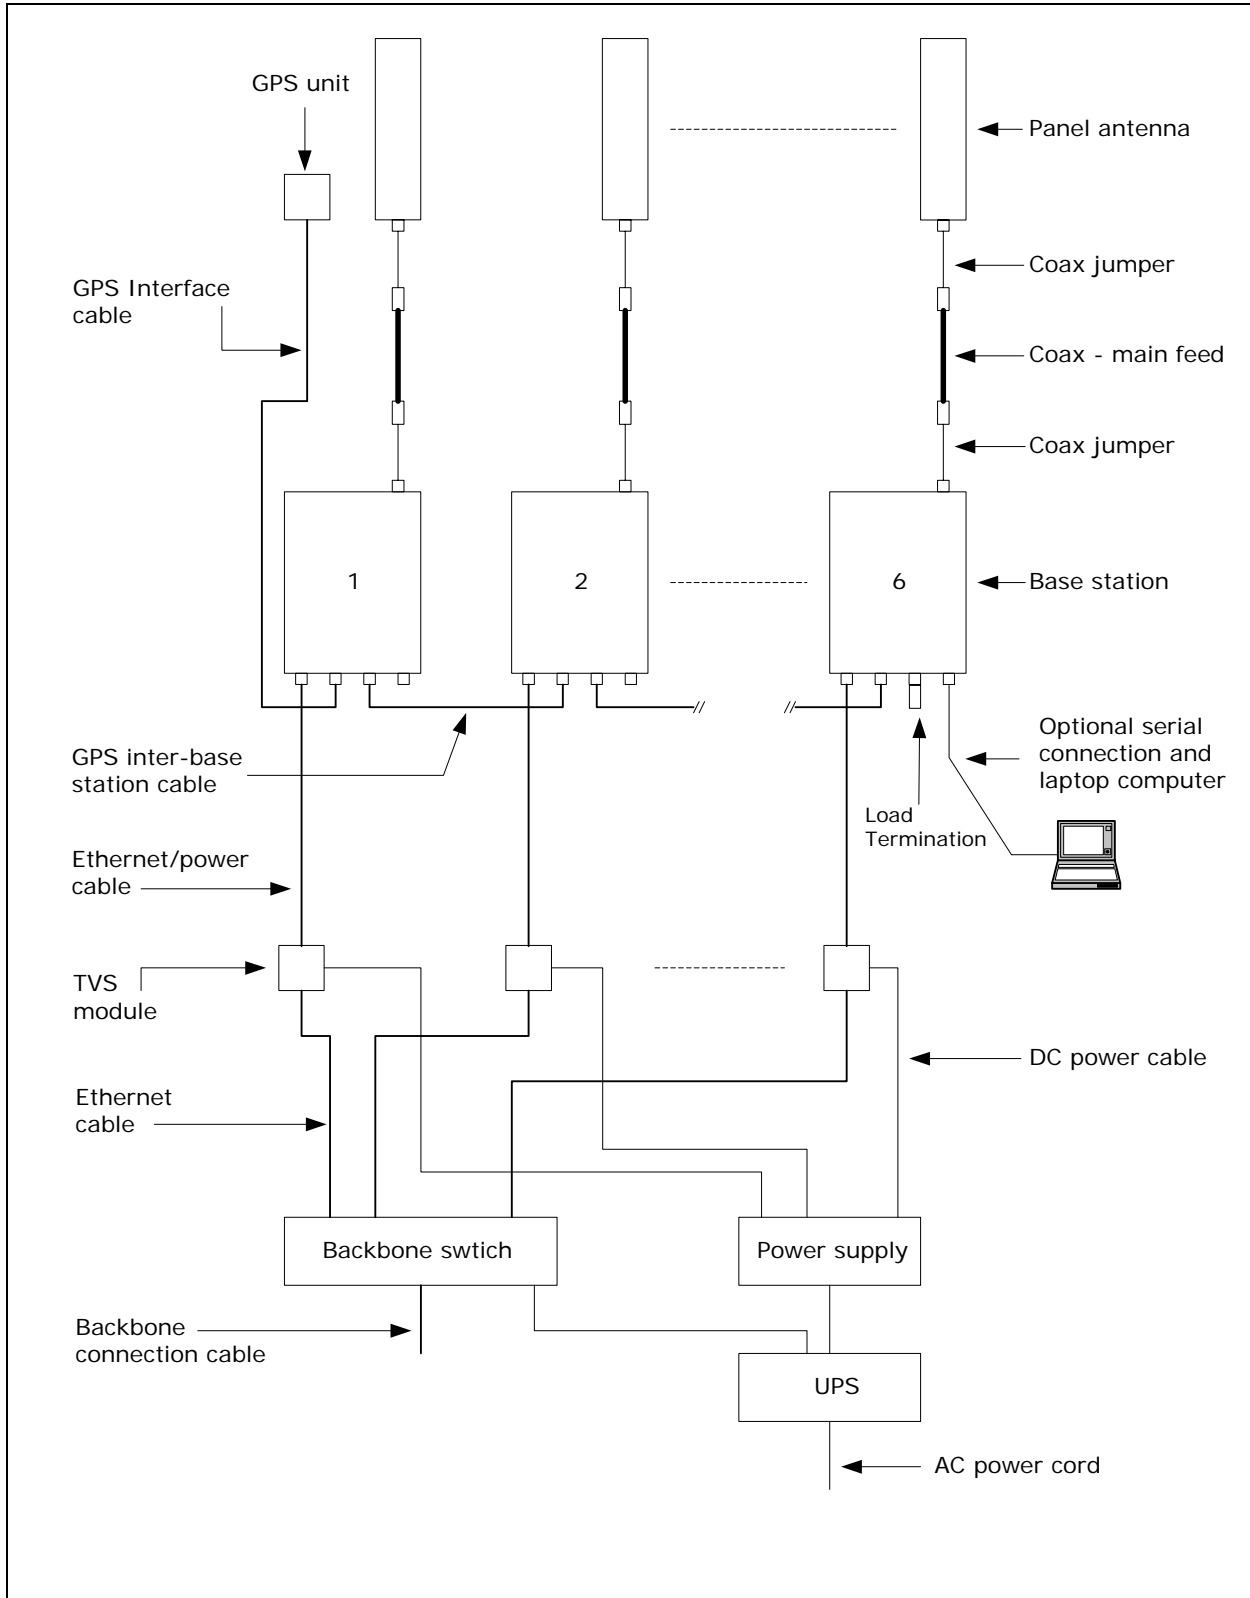 GPS unit
Panel antenna
Coax jumper
GPS Interface
cable
Coax - main feed
Coax jumper
1
2
6
Base station
GPS inter-base
station cable
Optional serial
connection and
laptop computer
Load
Termination
Ethernet/power
cable
TVS
module
DC power cable
Ethernet
cable
Backbone swtich
Power supply
Backbone
connection cable
UPS
AC power cord